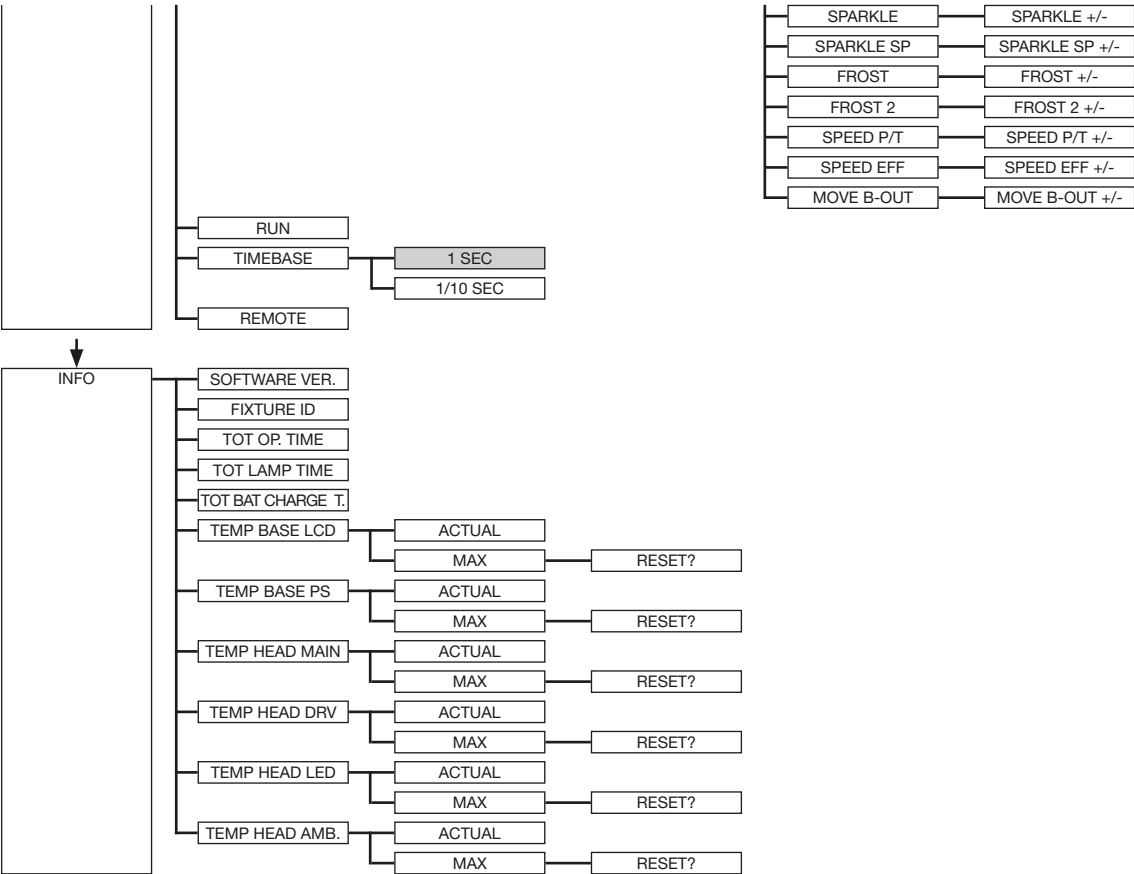 SPARKLE SPARKLE +/-
SPARKLE SP SPARKLE SP +/-
FROST FROST +/-
FROST 2 FROST 2 +/-
SPEED P/T SPEED P/T +/-
SPEED EFF SPEED EFF +/-
MOVE B-OUT MOVE B-OUT +/-
RUN
TIMEBASE 1 SEC
1/10 SEC
REMOTE
INFO SOFTWARE VER.
FIXTURE ID
TOT OP. TIME
TOT LAMP TIME
TOT BAT CHARGE T.
TEMP BASE LCD ACTUAL
MAX RESET?
TEMP BASE PS ACTUAL
MAX RESET?
TEMP HEAD MAIN ACTUAL
MAX RESET?
TEMP HEAD DRV ACTUAL
MAX RESET?
TEMP HEAD LED ACTUAL
MAX RESET?
TEMP HEAD AMB. ACTUAL
MAX RESET?